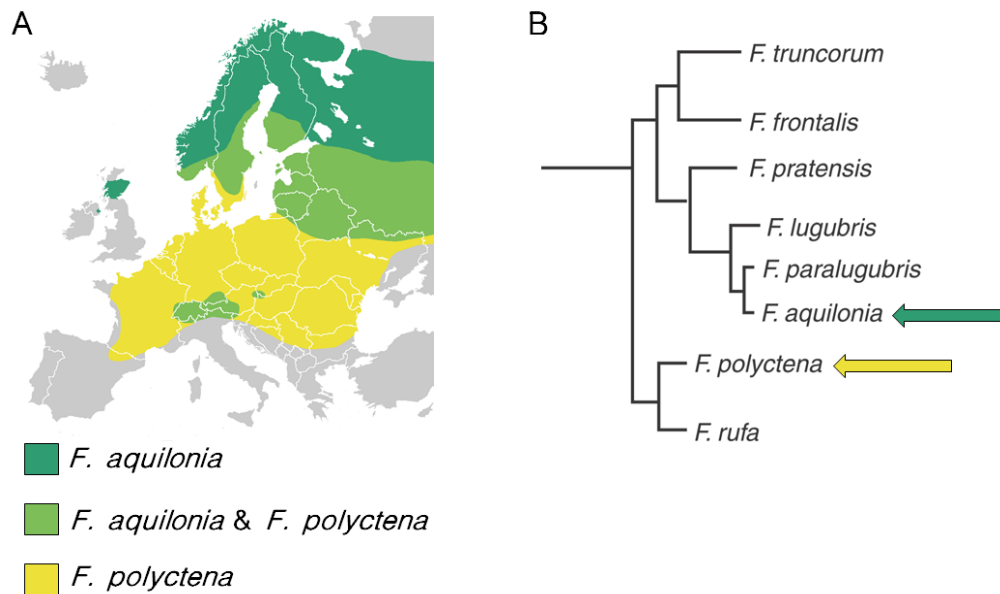 A
B
F. truncorum
F. frontalis
F. pratensis
F. lugubris
F. paralugubris
F. aquilonia
F. polyctena
F. rufa
F. aquilonia
F. aquilonia & F. polyctena
F. polyctena